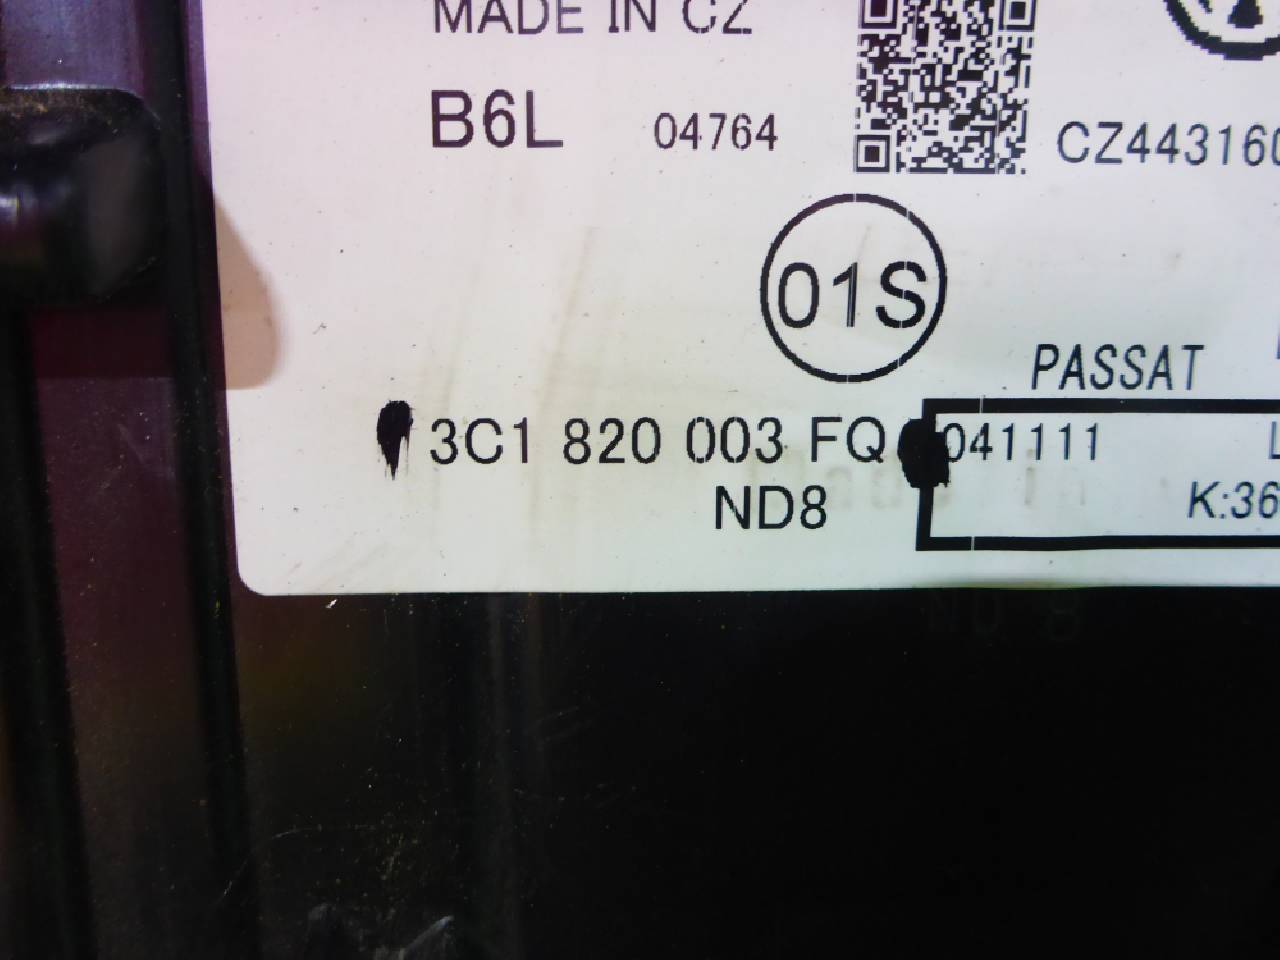 MADE IN CZ
B6L 04764
CZ443160
01S
PASSAT
3C1 820 003 FQ 041111
ND8 K:36